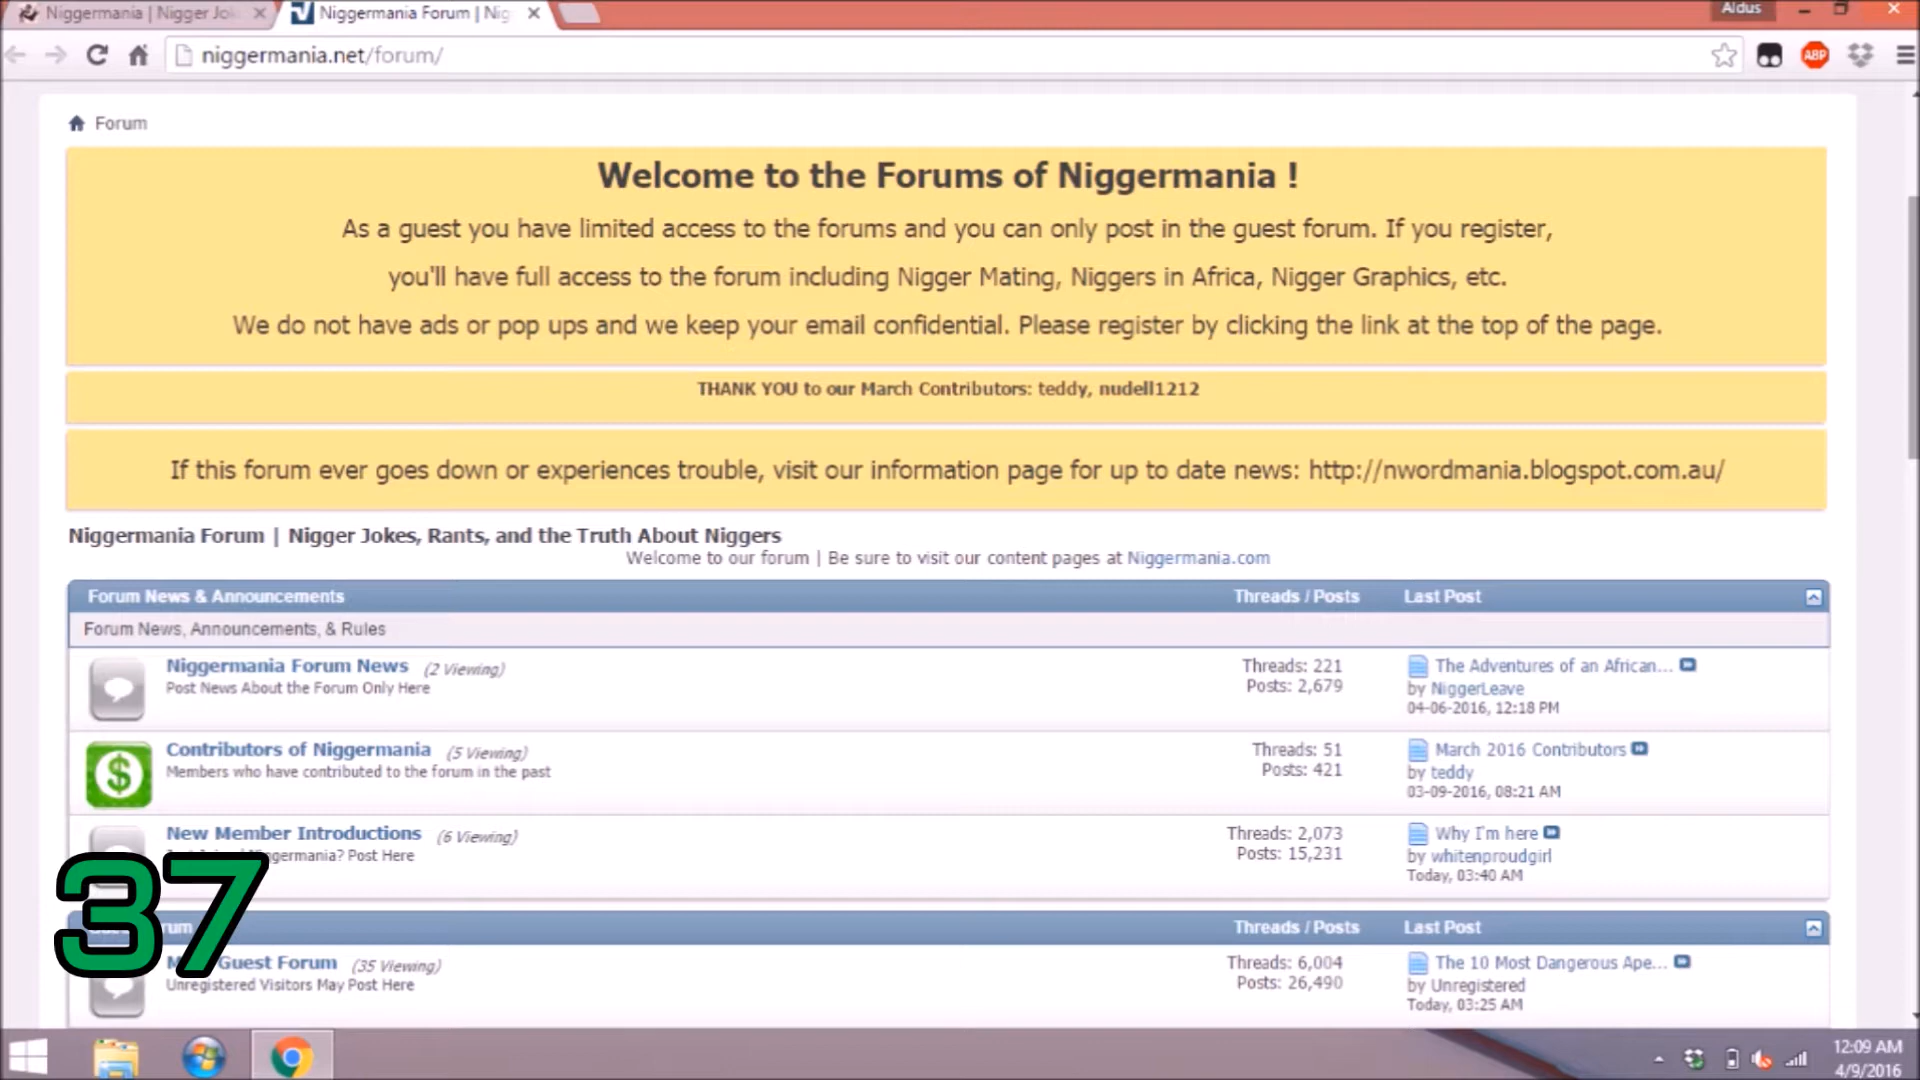 Niggermania | Nigger Jok
Niggermania Forum | Nig
Aldus
niggermania.net/forum/
ABP
Forum
Welcome to the Forums of Niggermania !
As a guest you have limited access to the forums and you can only post in the guest forum. If you register,
you'll have full access to the forum including Nigger Mating, Niggers in Africa, Nigger Graphics, etc.
We do not have ads or pop ups and we keep your email confidential. Please register by clicking the link at the top of the page.
THANK YOU to our March Contributors: teddy, nudell1212
If this forum ever goes down or experiences trouble, visit our information page for up to date news: http://nwordmania.blogspot.com.au/
Niggermania Forum | Nigger Jokes, Rants, and the Truth About Niggers
Welcome to our forum | Be sure to visit our content pages at Niggermania.com
Forum News & Announcements Threads / Posts Last Post
Forum News, Announcements, & Rules
Niggermania Forum News (2 Viewing) Threads: 221 The Adventures of an African...
Post News About the Forum Only Here Posts: 2,679 by NiggerLeave
04-06-2016, 12:18 PM
Contributors of Niggermania (5 Viewing) Threads: 51 March 2016 Contributors
Members who have contributed to the forum in the past Posts: 421 by teddy
03-09-2016, 08:21 AM
New Member Introductions (6 Viewing) Threads: 2,073 Why I'm here
Post Here Posts: 15,231 by whitenproudgirl
Today, 03:40 AM
37
Threads / Posts Last Post
Guest Forum (35 Viewing) Threads: 6,004 The 10 Most Dangerous Ape...
Unregistered Visitors May Post Here Posts: 26,490 by Unregistered
Today, 03:25 AM
12:09 AM
4/9/2016